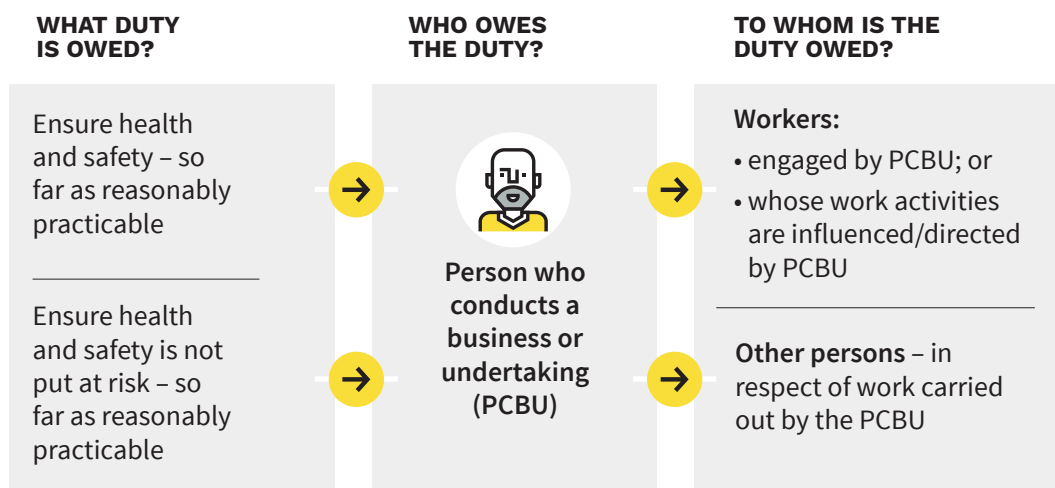 WHAT DUTY
IS OWED?
WHO OWES
THE DUTY?
TO WHOM IS THE
DUTY OWED?
Ensure health
and safety – so
far as reasonably
practicable
Ensure health
and safety is not
put at risk – so
far as reasonably
practicable
Person who
conducts a
business or
undertaking
(PCBU)
Workers:
• engaged by PCBU; or
• whose work activities
are influenced/directed
by PCBU
Other persons – in
respect of work carried
out by the PCBU